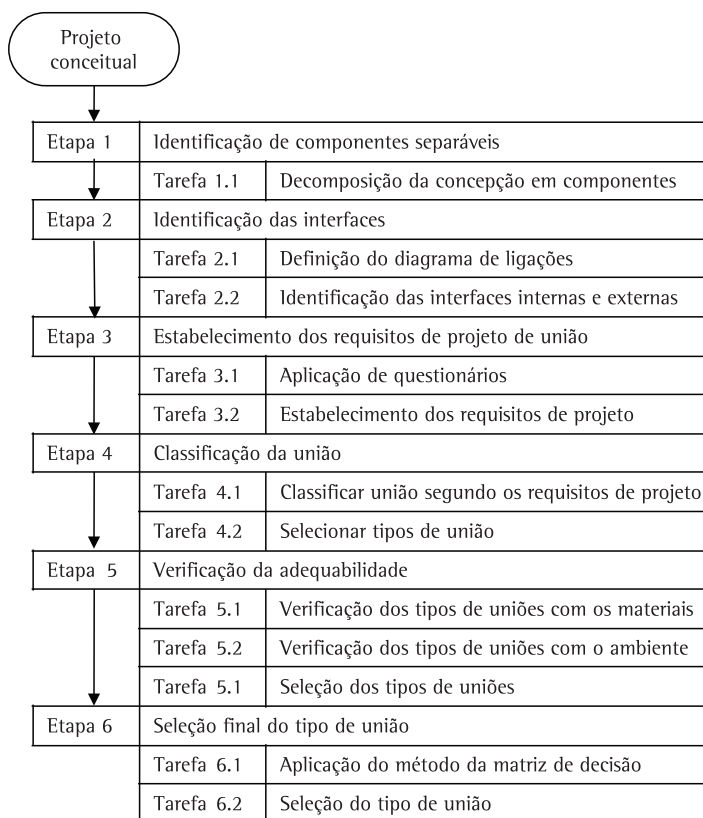 Projeto
conceitual
Etapa 1 Identificação de componentes separáveis
Tarefa 1.1 Decomposição da concepção em componentes
Etapa 2 Identificação das interfaces
Tarefa 2.1 Definição do diagrama de ligações
Tarefa 2.2 Identificação das interfaces internas e externas
Etapa 3 Estabelecimento dos requisitos de projeto de união
Tarefa 3.1 Aplicação de questionários
Tarefa 3.2 Estabelecimento dos requisitos de projeto
Etapa 4 Classificação da união
Tarefa 4.1 Classificar união segundo os requisitos de projeto
Tarefa 4.2 Selecionar tipos de união
Etapa 5 Verificação da adequabilidade
Tarefa 5.1 Verificação dos tipos de uniões com os materiais
Tarefa 5.2 Verificação dos tipos de uniões com o ambiente
Tarefa 5.1 Seleção dos tipos de uniões
Etapa 6 Seleção final do tipo de união
Tarefa 6.1 Aplicação do método da matriz de decisão
Tarefa 6.2 Seleção do tipo de união